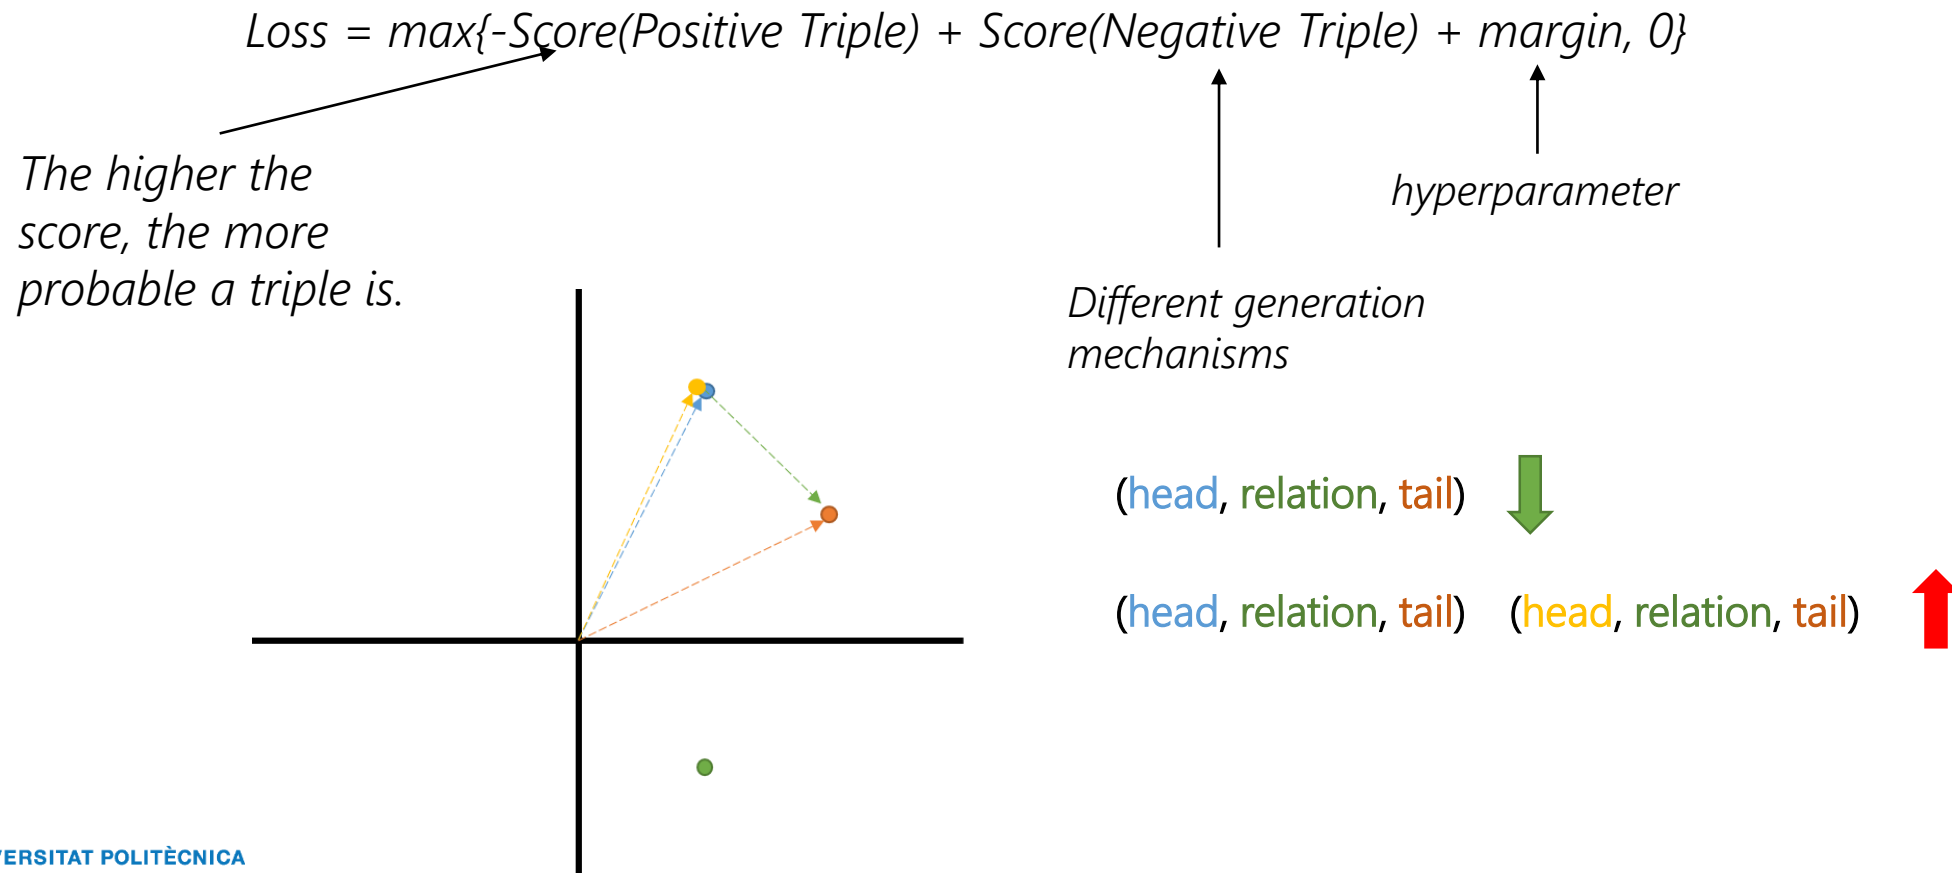 Loss = max{-Score(Positive Triple) + Score(Negative Triple) + margin, 0}
The higher the
score, the more
probable a triple is.
hyperparameter
Different generation
mechanisms
(head, relation, tail)
(head, relation, tail) (head, relation, tail)
VERSITAT POLITÈCNICA